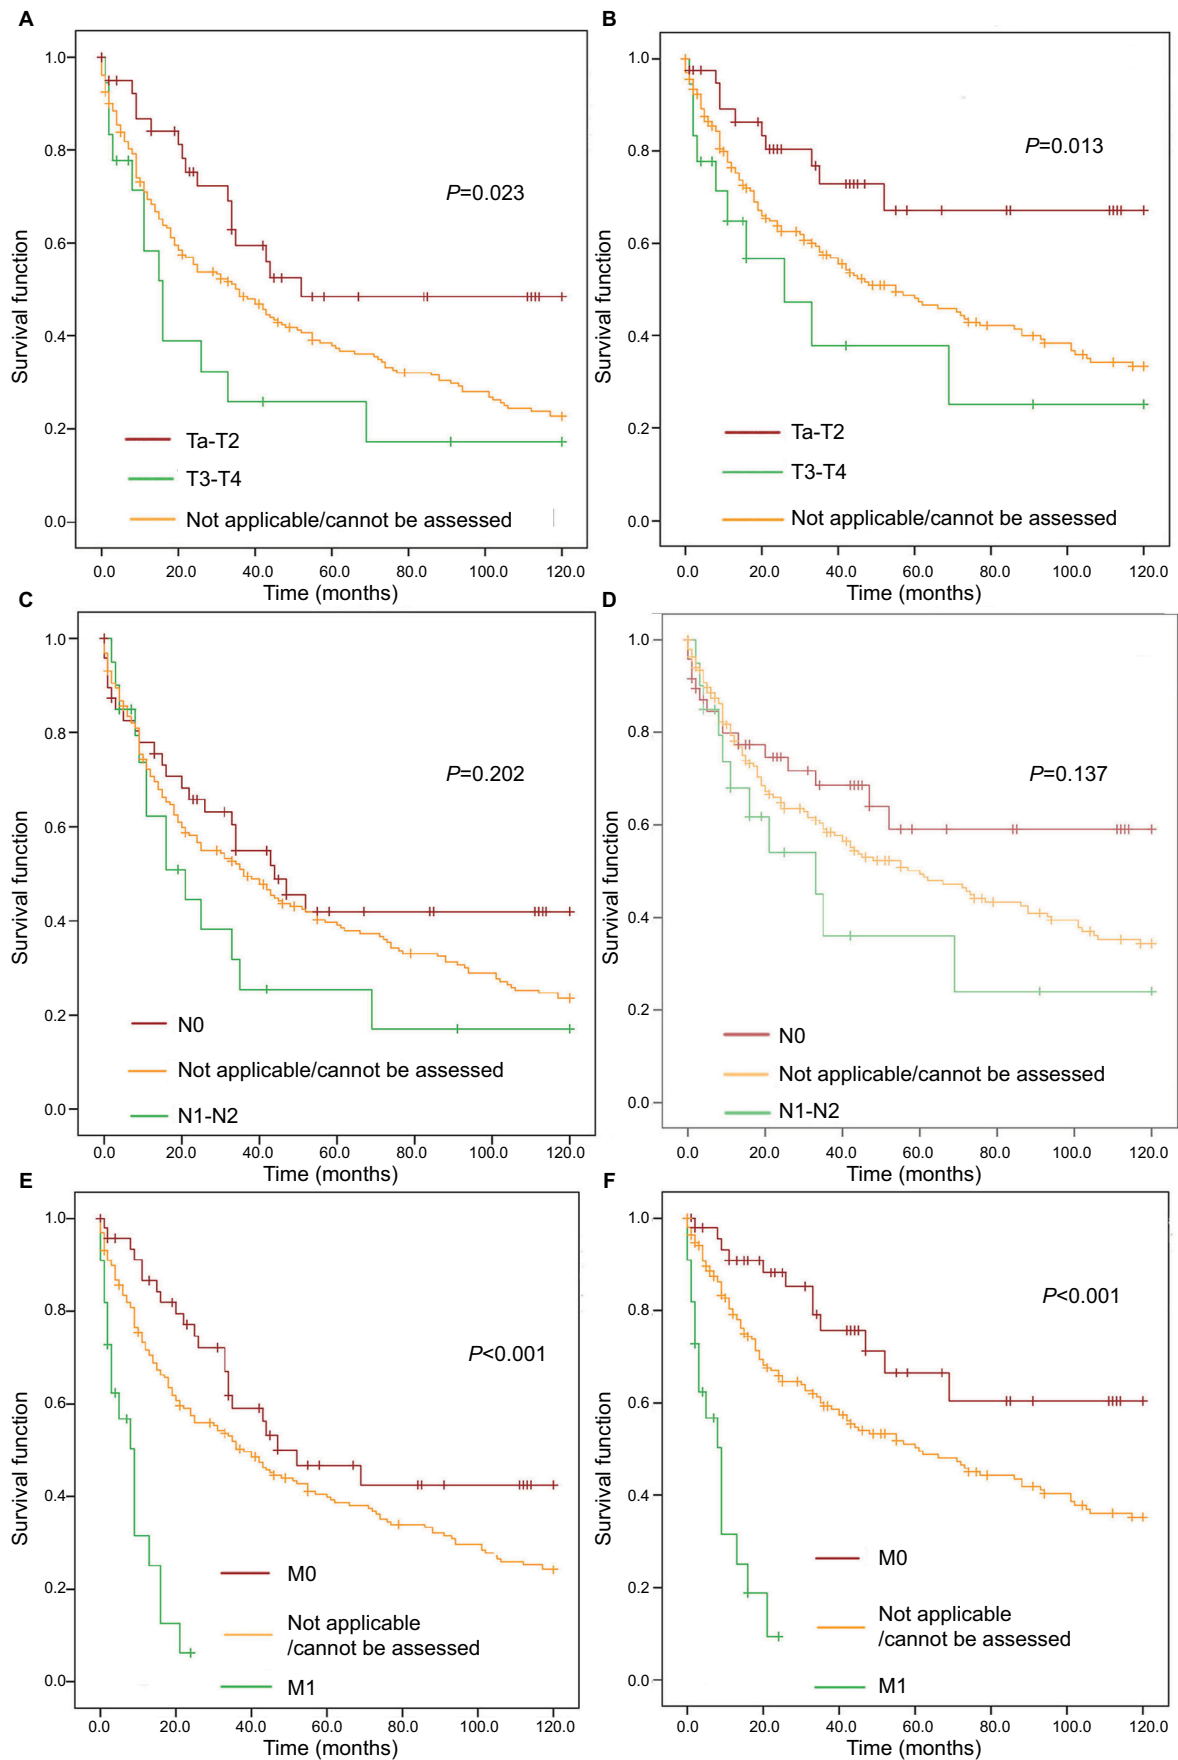 A
1.0
0.8
0.6
0.4
0.2
0.0
Survival function
P=0.023
Ta-T2
T3-T4
Not applicable/cannot be assessed
0.0 20.0 40.0 60.0 80.0 100.0 120.0
Time (months)
B
1.0
0.8
0.6
0.4
0.2
0.0
Survival function
P=0.013
Ta-T2
T3-T4
Not applicable/cannot be assessed
0.0 20.0 40.0 60.0 80.0 100.0 120.0
Time (months)
C
1.0
0.8
0.6
0.4
0.2
0.0
Survival function
P=0.202
N0
Not applicable/cannot be assessed
N1-N2
0.0 20.0 40.0 60.0 80.0 100.0 120.0
Time (months)
D
1.0
0.8
0.6
0.4
0.2
0.0
Survival function
P=0.137
N0
Not applicable/cannot be assessed
N1-N2
0.0 20.0 40.0 60.0 80.0 100.0 120.0
Time (months)
E
1.0
0.8
0.6
0.4
0.2
0.0
Survival function
P<0.001
M0
Not applicable
/cannot be assessed
M1
0.0 20.0 40.0 60.0 80.0 100.0 120.0
Time (months)
F
1.0
0.8
0.6
0.4
0.2
0.0
Survival function
P<0.001
M0
Not applicable
/cannot be assessed
M1
0.0 20.0 40.0 60.0 80.0 100.0 120.0
Time (months)